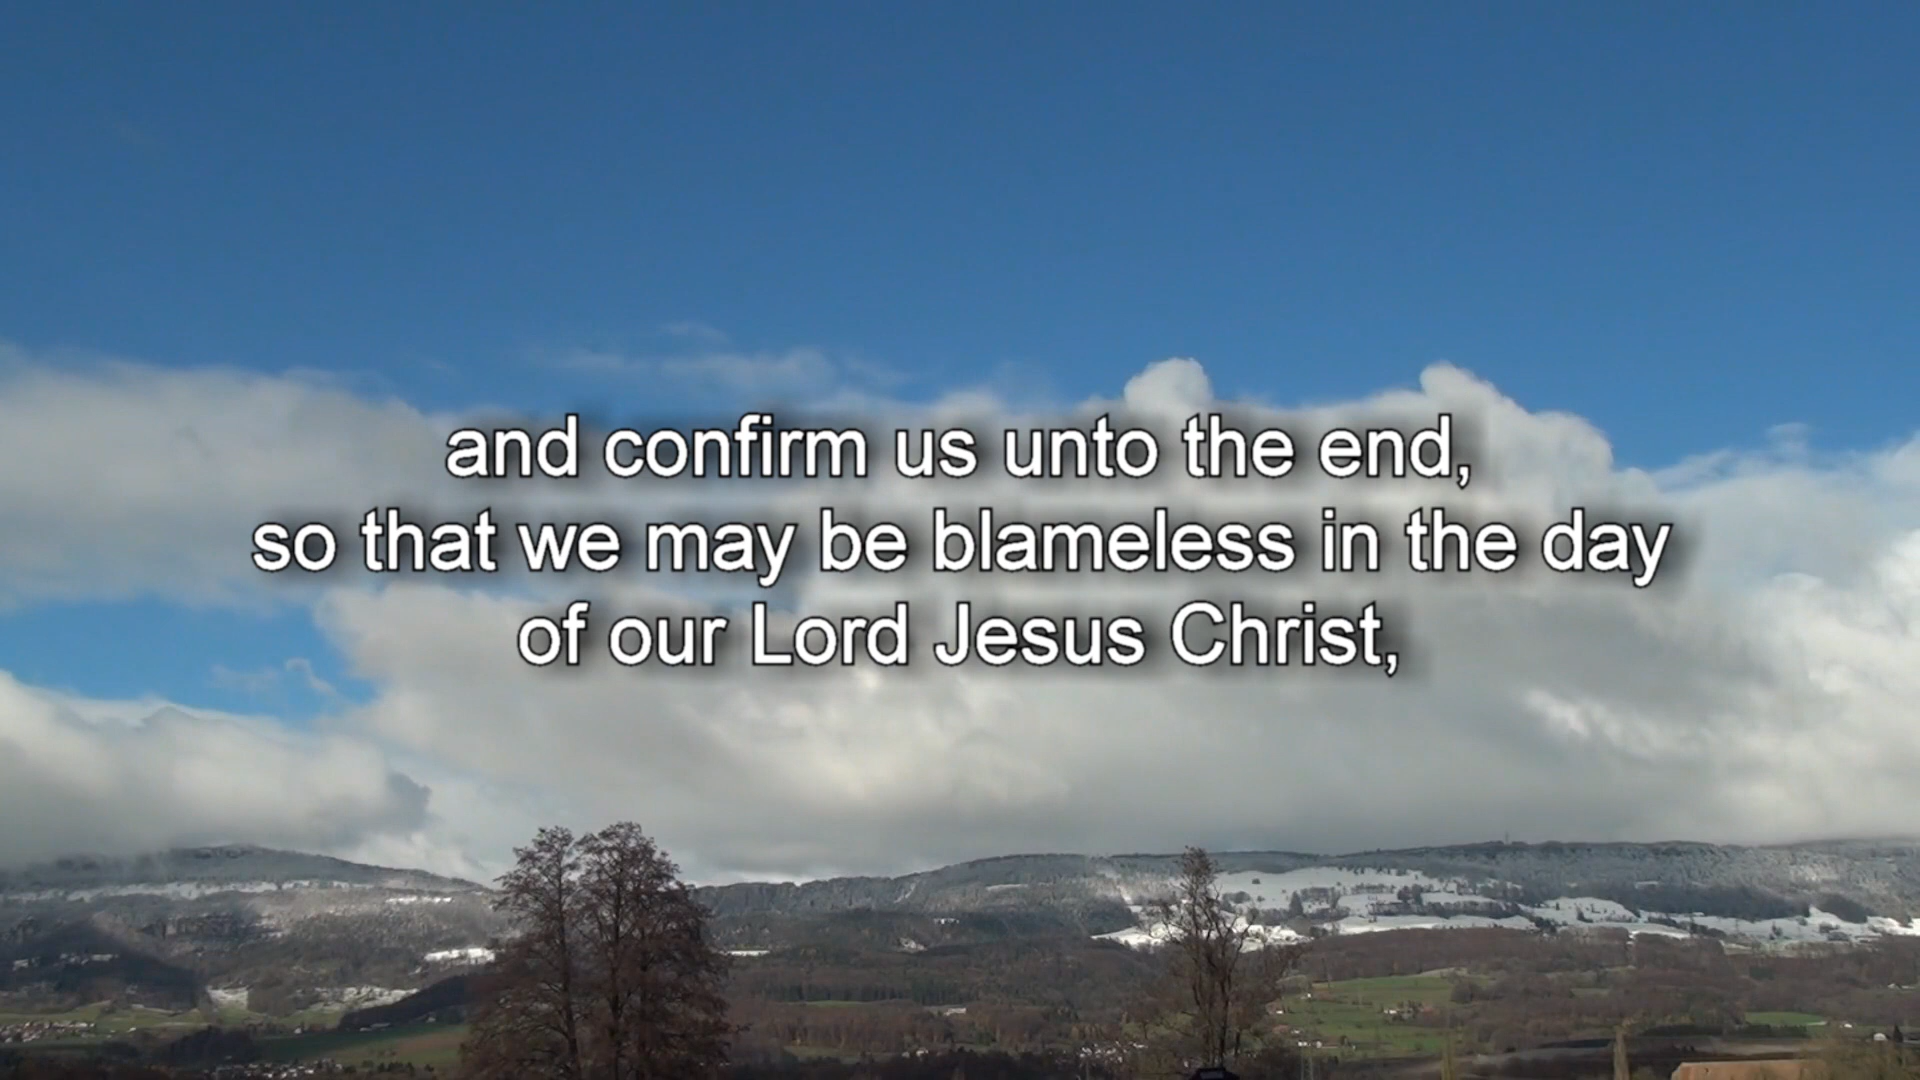 and confirm us unto the end,
so that we may be blameless in the day
of our Lord Jesus Christ,